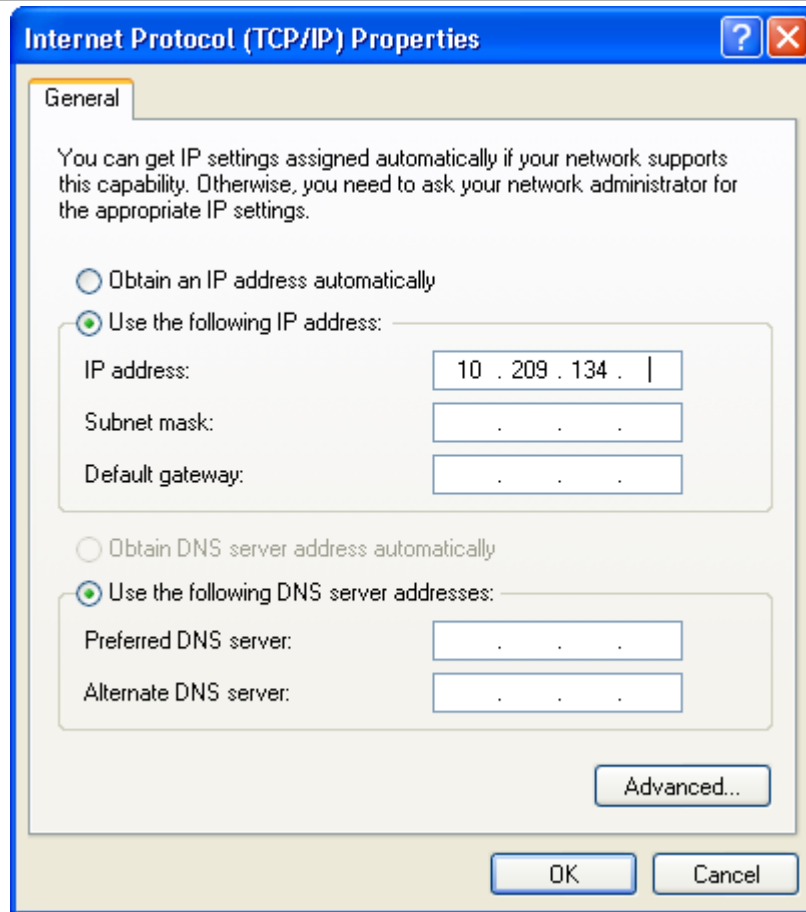 Internet Protocol (TCP/IP) Properties
General
You can get IP settings assigned automatically if your network supports
this capability. Otherwise, you need to ask your network administrator for
the appropriate IP settings.
Obtain an IP address automatically
Use the following IP address:
IP address: 10 . 209 . 134 .
Subnet mask: . . .
Default gateway: . . .
Obtain DNS server address automatically
Use the following DNS server addresses:
Preferred DNS server: . . .
Alternate DNS server: . . .
Advanced...
OK Cancel